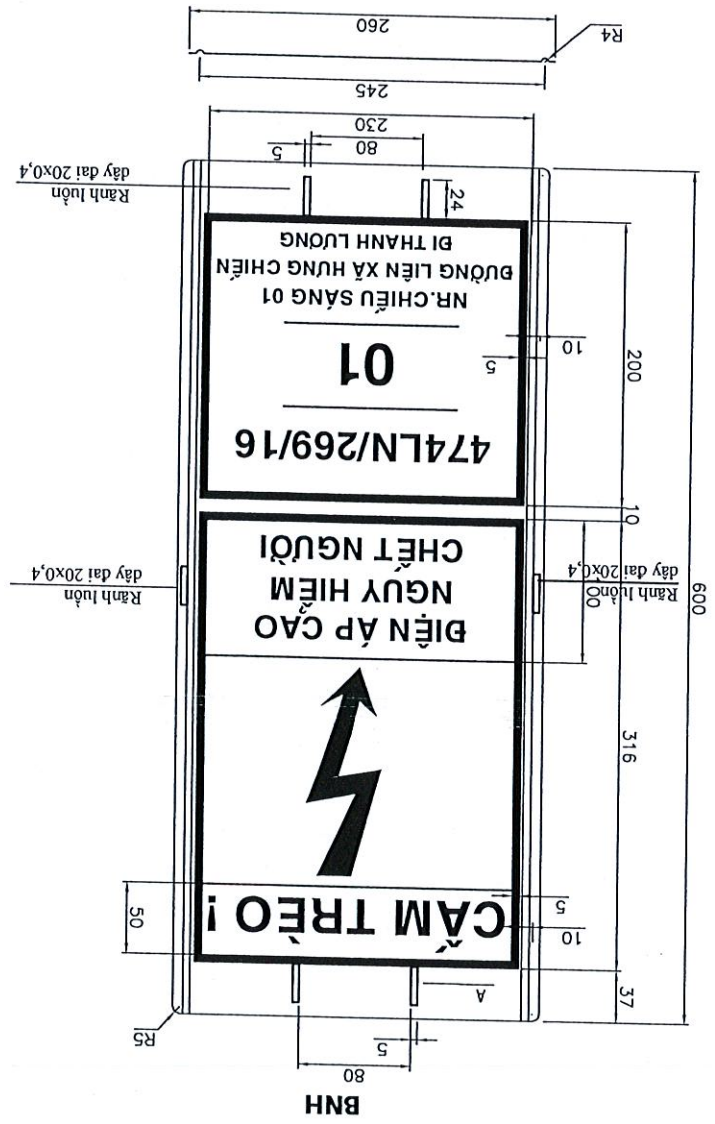 BNH
80
5
A
R5
37
10
5
50
CẤM TRÈO !
316
600
ĐIỆN ÁP CAO
NGUY HIỂM
CHẾT NGƯỜI
Rãnh luồn
dây đai 20x0,4
Rãnh luồn
dây đai 20x0,4
10
474LN/269/16
01
NR.CHIẾU SÁNG 01
ĐƯỜNG LIÊN XÃ HƯNG CHIẾN
ĐI THANH LƯƠNG
200
5
10
24
80
5
230
Rãnh luồn
dây đai 20x0,4
245
260
R4